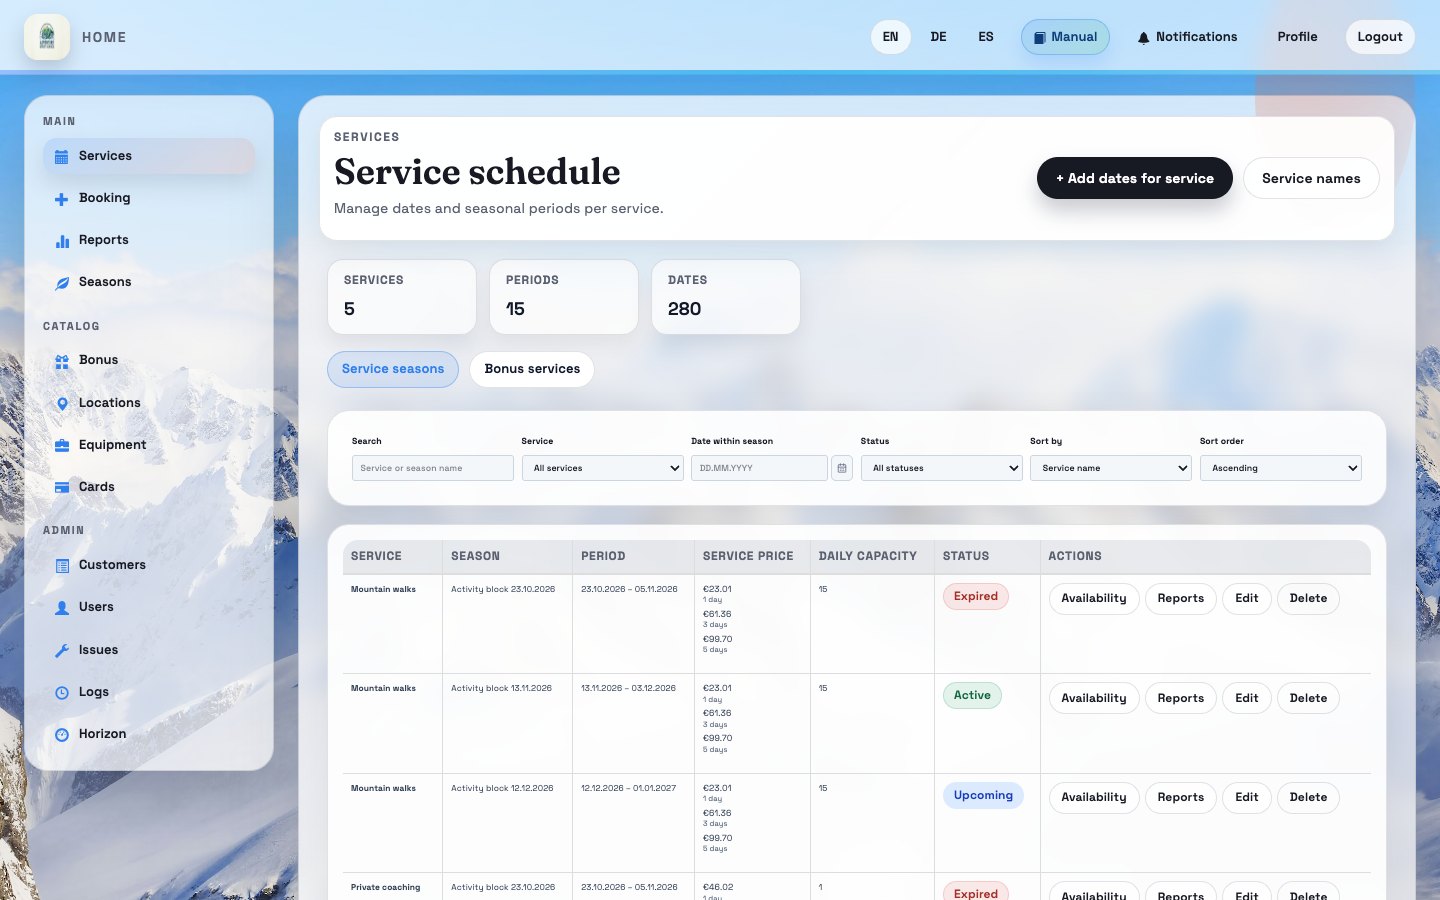 HOME
EN
DE
ES
Manual
Notifications
Profile
Logout
MAIN
Services
Booking
Reports
Seasons
CATALOG
Bonus
Locations
Equipment
Cards
ADMIN
Customers
Users
Issues
Logs
Horizon
SERVICES
Service schedule
Manage dates and seasonal periods per service.
+ Add dates for service
Service names
SERVICES
5
PERIODS
15
DATES
280
Service seasons
Bonus services
Search
Service or season name
Service
All services
Date within season
DD.MM.YYYY
Status
All statuses
Sort by
Service name
Sort order
Ascending
SERVICE SEASON PERIOD SERVICE PRICE DAILY CAPACITY STATUS ACTIONS
Mountain walks Activity block 23.10.2026 23.10.2026 – 05.11.2026 €23.01 15 Expired Availability Reports Edit Delete
1 day
€61.36
3 days
€99.70
5 days
Mountain walks Activity block 13.11.2026 13.11.2026 – 03.12.2026 €23.01 15 Active Availability Reports Edit Delete
1 day
€61.36
3 days
€99.70
5 days
Mountain walks Activity block 12.12.2026 12.12.2026 – 01.01.2027 €23.01 15 Upcoming Availability Reports Edit Delete
1 day
€61.36
3 days
€99.70
5 days
Private coaching Activity block 23.10.2026 23.10.2026 – 05.11.2026 €46.02 1 Expired Availability Reports Edit Delete
1 day